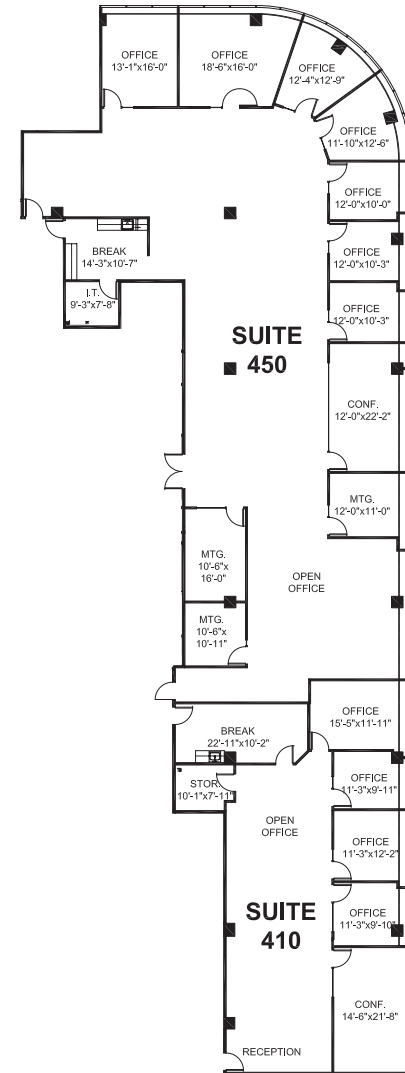 OFFICE
13'-1"x16'-0"
OFFICE
18'-6"x16'-0"
OFFICE
12'-4"x12'-9"
OFFICE
11'-10"x12'-6"
OFFICE
12'-0"x10'-0"
BREAK
14'-3"x10'-7"
OFFICE
12'-0"x10'-3"
I.T.
9'-3"x7'-8"
OFFICE
12'-0"x10'-3"
SUITE
450
CONF.
12'-0"x22'-2"
MTG.
12'-0"x11'-0"
MTG.
10'-6"x
16'-0"
OPEN
OFFICE
MTG.
10'-6"x
10'-11"
OFFICE
15'-5"x11'-11"
BREAK
22'-11"x10'-2"
STOR.
10'-1"x7'-11"
OFFICE
11'-3"x9'-11"
OPEN
OFFICE
OFFICE
11'-3"x12'-2"
SUITE
410
OFFICE
11'-3"x9'-10"
CONF.
14'-6"x21'-8"
RECEPTION